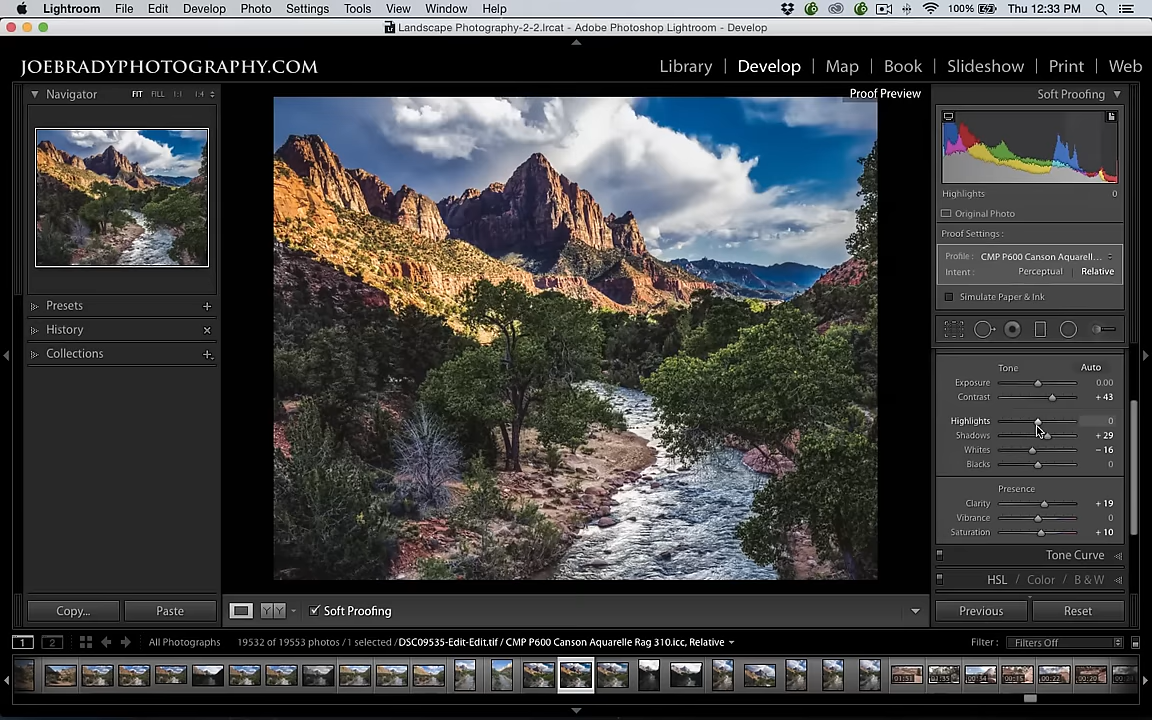 Lightroom File Edit Develop Photo Settings Tools View Window Help 100% Thu 12:33 PM
Landscape Photography-2-2.lrcat - Adobe Photoshop Lightroom - Develop
JOEBRADYPHOTOGRAPHY.COM Library | Develop | Map | Book | Slideshow | Print | Web
Navigator FIT FILL 1:1 1:4
Proof Preview
Soft Proofing
Highlights 0
Original Photo
Proof Settings :
Profile : CMP P600 Canson Aquarell...
Intent : Perceptual | Relative
Simulate Paper & Ink
Presets
History
Collections
Tone Auto
Exposure 0.00
Contrast + 43
Highlights 0
Shadows + 29
Whites − 16
Blacks 0
Presence
Clarity + 19
Vibrance 0
Saturation + 10
Tone Curve
HSL / Color / B & W
Copy... Paste
Y Y
Soft Proofing
Previous Reset
1 2 All Photographs 19532 of 19553 photos / 1 selected / DSC09535-Edit-Edit.tif / CMP P600 Canson Aquarelle Rag 310.icc, Relative Filter : Filters Off